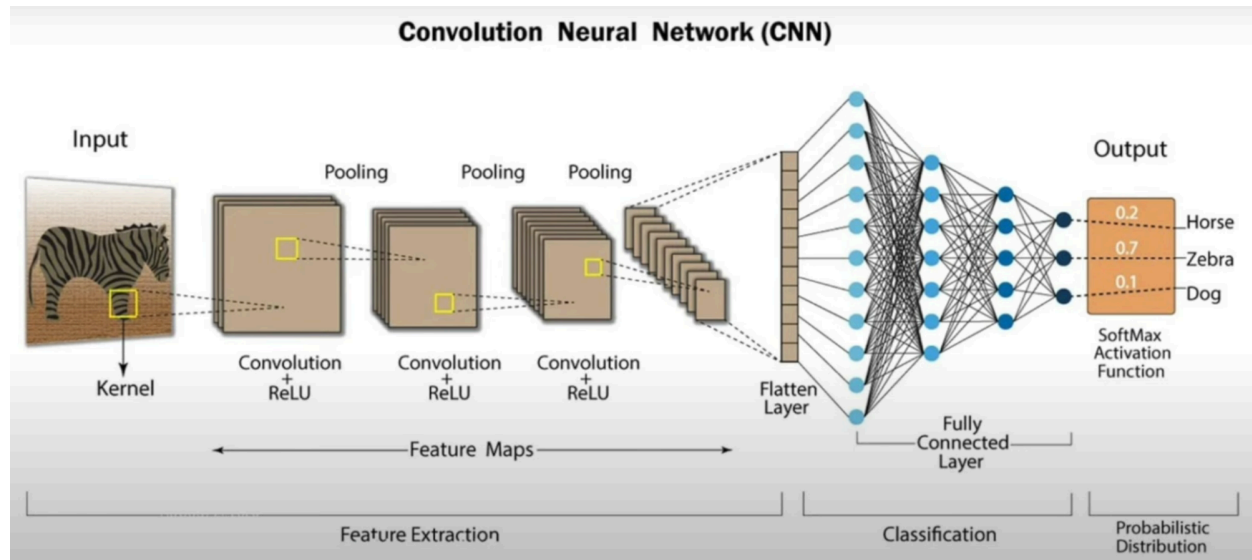 Convolution Neural Network (CNN)
Input
Kernel
Pooling
Pooling
Pooling
Convolution
+
ReLU
Convolution
+
ReLU
Convolution
+
ReLU
Feature Maps
Flatten
Layer
Fully
Connected
Layer
Output
0.2
Horse
0.7
Zebra
0.1
Dog
SoftMax
Activation
Function
Feature Extraction
Classification
Probabilistic
Distribution